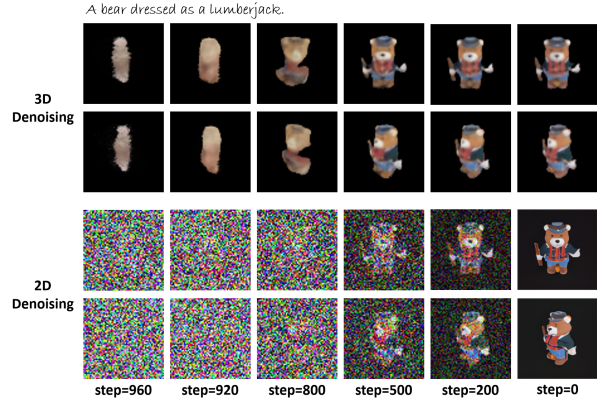 A bear dressed as a lumberjack.
3D
Denoising
2D
Denoising
step=960 step=920 step=800 step=500 step=200 step=0